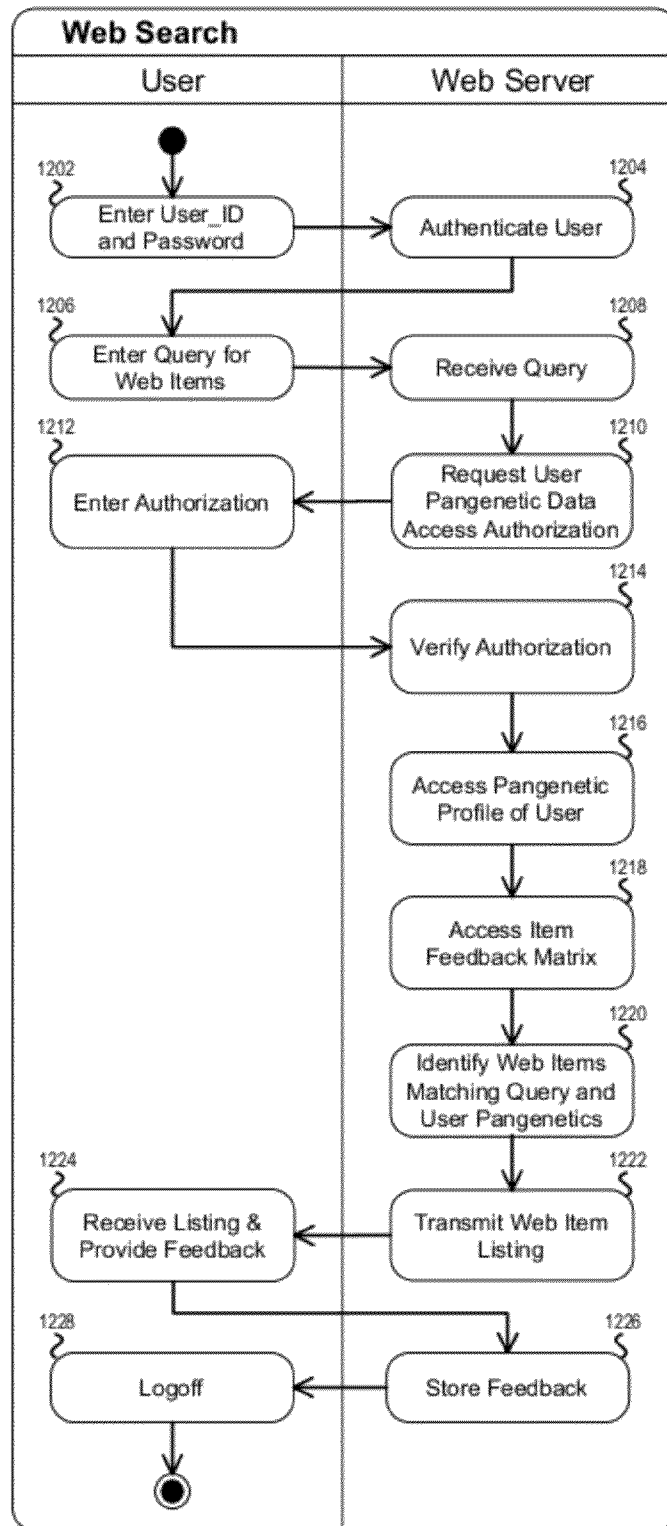 Web Search
User
Web Server
1202
Enter User_ID
and Password
1204
Authenticate User
1206
Enter Query for
Web Items
1208
Receive Query
1210
Request User
Pangenetic Data
Access Authorization
1212
Enter Authorization
1214
Verify Authorization
1216
Access Pangenetic
Profile of User
1218
Access Item
Feedback Matrix
1220
Identify Web Items
Matching Query and
User Pangenetics
1222
Transmit Web Item
Listing
1224
Receive Listing &
Provide Feedback
1226
Store Feedback
1228
Logoff